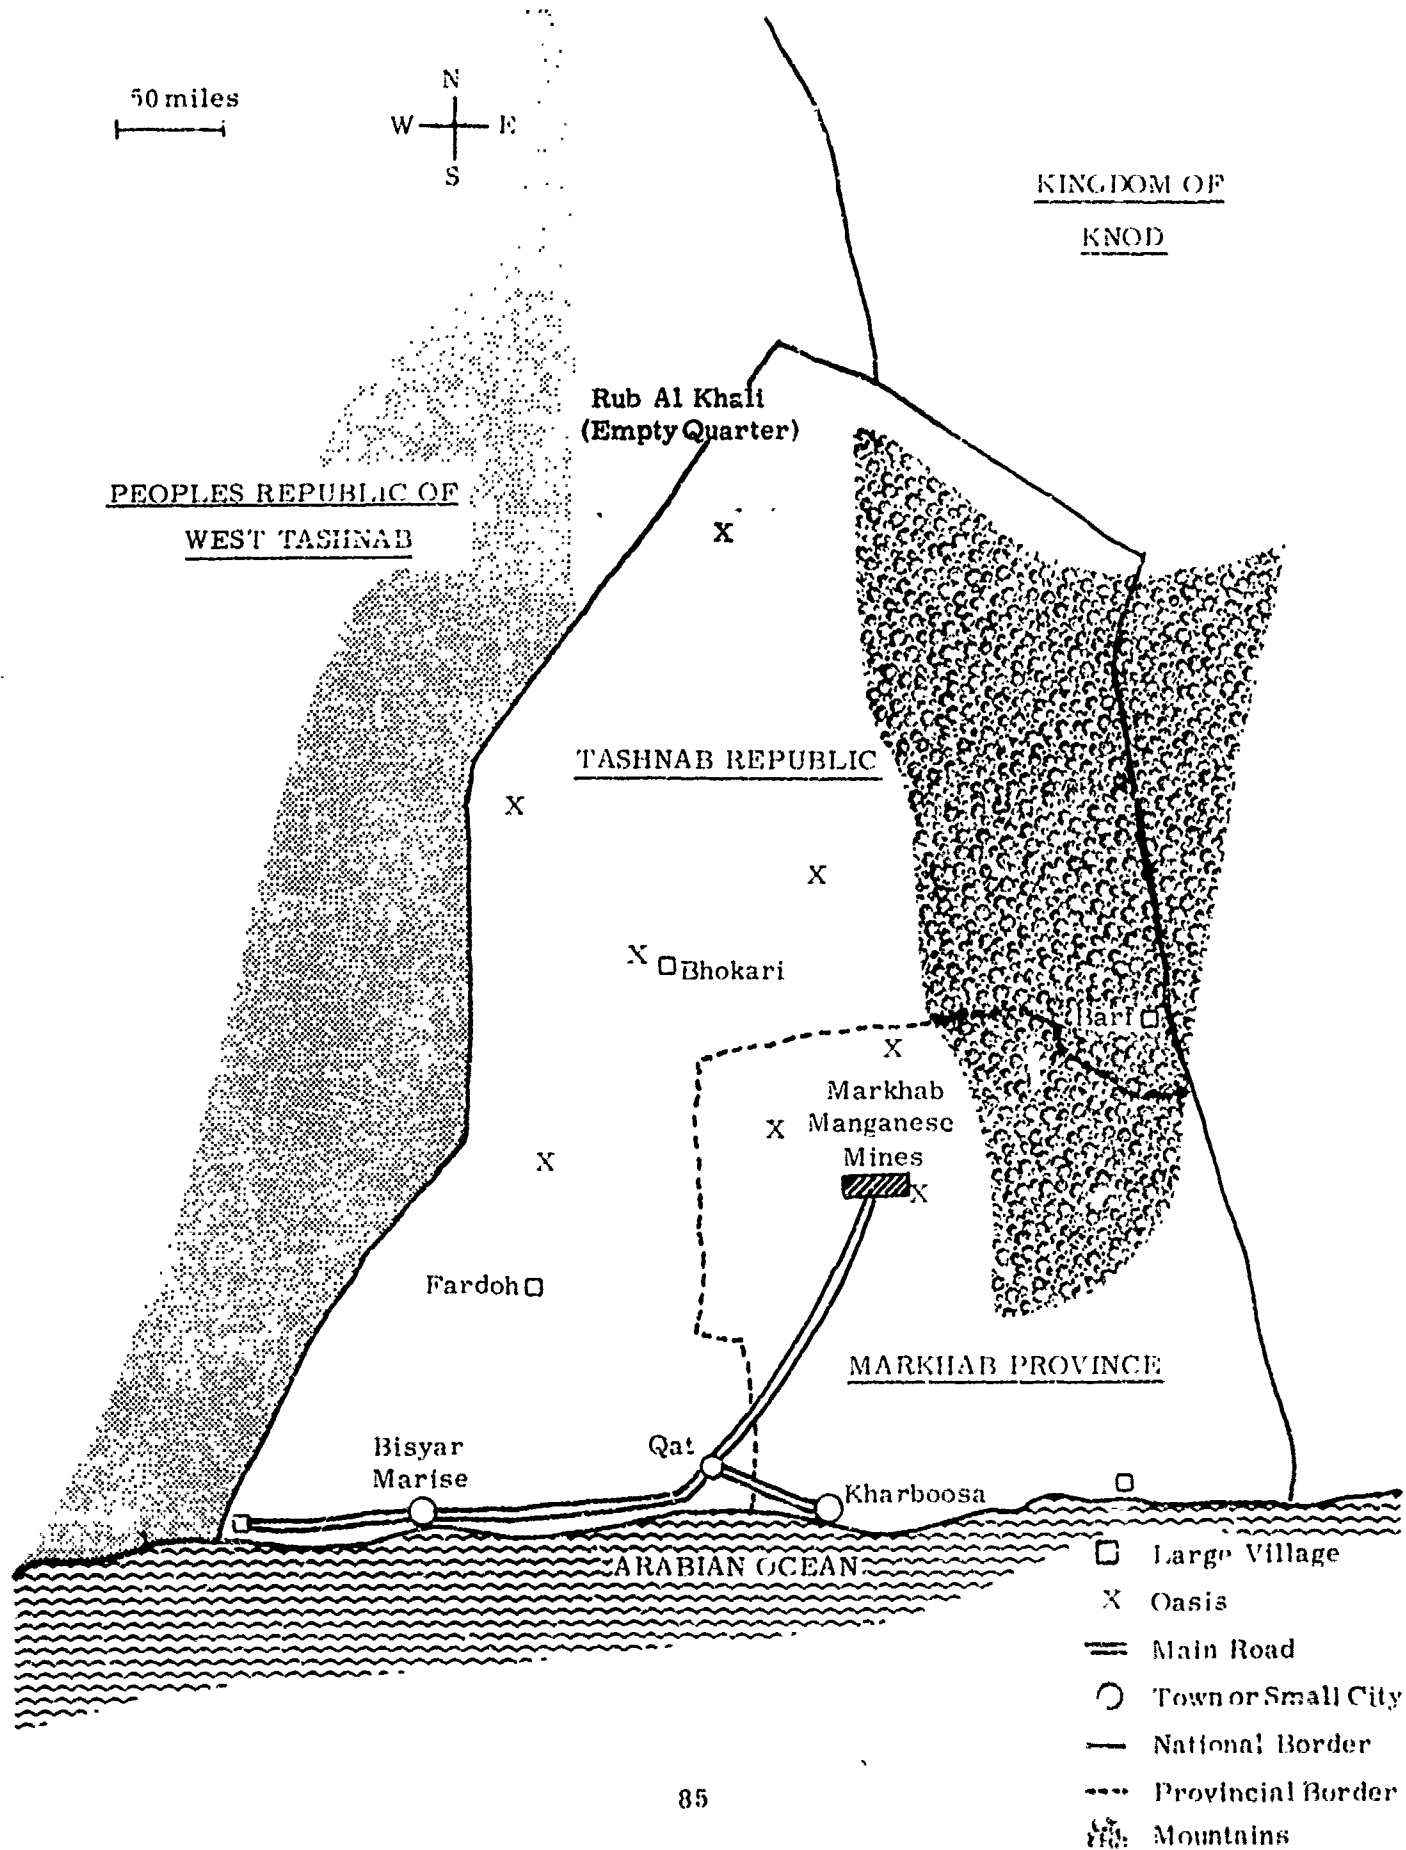 50 miles
N
W E
S
KINGDOM OF
KNOD
Rub Al Khali
(Empty Quarter)
PEOPLES REPUBLIC OF
WEST TASHNAB
X
TASHNAB REPUBLIC
X
X
X Bhokari
Barf
X
Markhab
X Manganese
Mines
X
X
Fardoh
MARKHAB PROVINCE
Bisyar
Marise
Qat
Kharboosa
ARABIAN OCEAN
Large Village
X Oasis
Main Road
Town or Small City
National Border
Provincial Border
Mountains
85